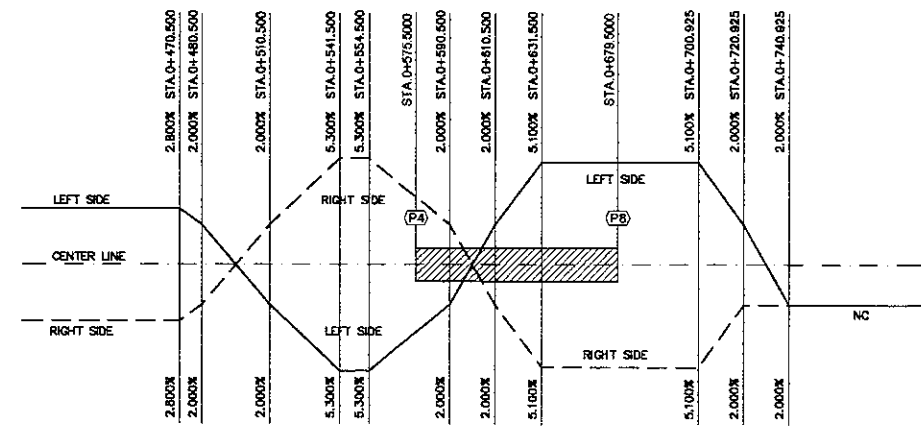 2.800% STA.0+470.500
2.000% STA.0+480.500
2.000% STA.0+510.500
5.300% STA.0+541.500
5.300% STA.0+554.500
STA.0+575.5000
2.000% STA.0+590.500
2.000% STA.0+610.500
5.100% STA.0+631.500
STA.0+679.5000
5.100% STA.0+700.925
2.000% STA.0+720.925
2.000% STA.0+740.925
LEFT SIDE
RIGHT SIDE
LEFT SIDE
P4
P8
CENTER LINE
RIGHT SIDE
LEFT SIDE
NC
RIGHT SIDE
2.800%
2.000%
2.000%
5.300%
5.300%
2.000%
2.000%
5.100%
5.100%
2.000%
2.000%